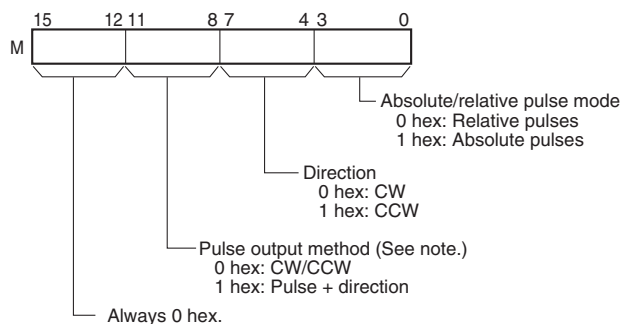 15 12 11 8 7 4 3 0
M
Absolute/relative pulse mode
0 hex: Relative pulses
1 hex: Absolute pulses
Direction
0 hex: CW
1 hex: CCW
Pulse output method (See note.)
0 hex: CW/CCW
1 hex: Pulse + direction
Always 0 hex.